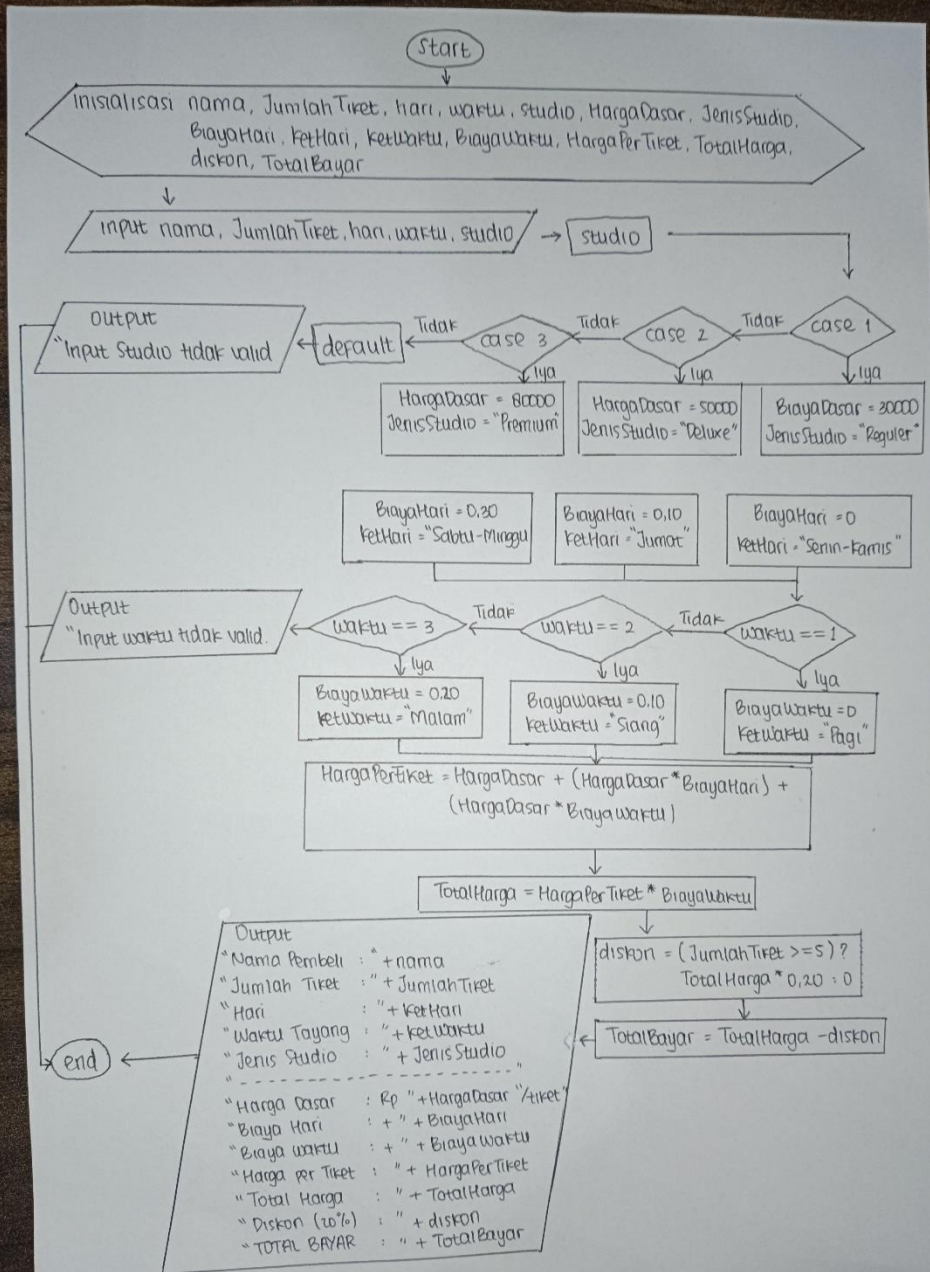 Start
Inisialisasi nama, JumlahTiket, hari, waktu, studio, HargaDasar, JenisStudio,
BiayaHari, KetHari, KetWaktu, BiayaWaktu, HargaPerTiket, TotalHarga,
diskon, TotalBayar
Input nama, JumlahTiket, hari, waktu, studio
studio
case 1
Tidak
case 2
Tidak
case 3
Tidak
default
Output
"Input Studio tidak valid
Iya
Iya
Iya
HargaDasar = 80000
JenisStudio = "Premium"
HargaDasar = 50000
JenisStudio = "Deluxe"
BiayaDasar = 30000
JenisStudio = "Reguler"
BiayaHari = 0,30
KetHari = "Sabtu-Minggu
BiayaHari = 0,10
KetHari = "Jumat"
BiayaHari = 0
KetHari = "Senin-Kamis"
waktu == 1
Tidak
waktu == 2
Tidak
waktu == 3
Output
"Input waktu tidak valid.
Iya
Iya
Iya
BiayaWaktu = 0,20
KetWaktu = "Malam"
BiayaWaktu = 0,10
KetWaktu = "Siang"
BiayaWaktu = 0
KetWaktu = "Pagi"
HargaPerTiket = HargaDasar + (HargaDasar * BiayaHari) +
(HargaDasar * BiayaWaktu)
TotalHarga = HargaPerTiket * BiayaWaktu
diskon = (JumlahTiket >= 5) ?
TotalHarga * 0,20 : 0
TotalBayar = TotalHarga - diskon
Output
"Nama Pembeli : " + nama
"Jumlah Tiket : " + JumlahTiket
"Hari : " + KetHari
"Waktu Tayang : " + KetWaktu
"Jenis Studio : " + JenisStudio
"- - - - - - - - - - - - - - - - - - - -"
"Harga Dasar : Rp " + HargaDasar "/tiket"
"Biaya Hari : + " + BiayaHari
"Biaya Waktu : + " + BiayaWaktu
"Harga per Tiket : " + HargaPerTiket
"Total Harga : " + TotalHarga
"Diskon (20%) : " + diskon
"TOTAL BAYAR : " + TotalBayar
end